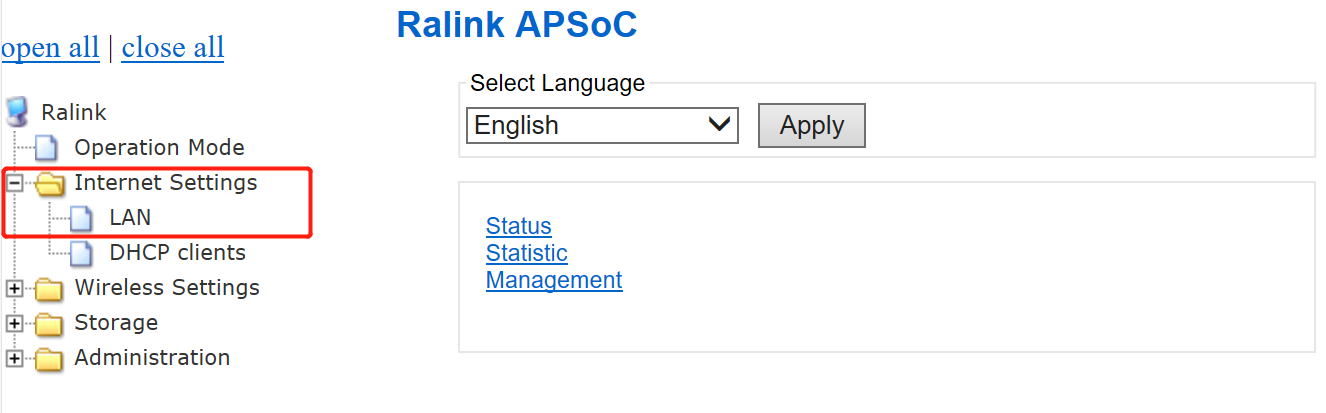 open all | close all
Ralink
Operation Mode
Internet Settings
LAN
DHCP clients
Wireless Settings
Storage
Administration
Ralink APSoC
Select Language
English Apply
Status
Statistic
Management